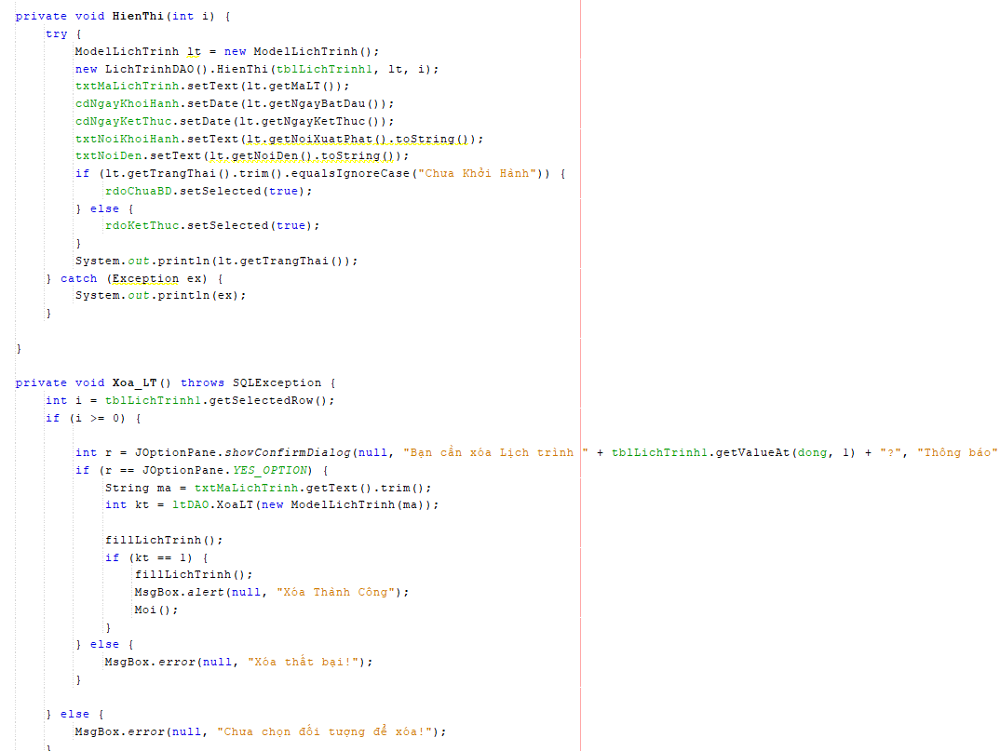 private void HienThi(int i) {
try {
ModelLichTrinh lt = new ModelLichTrinh();
new LichTrinhDAO().HienThi(tblLichTrinh1, lt, i);
txtMaLichTrinh.setText(lt.getMaLT());
cdNgayKhoiHanh.setDate(lt.getNgayBatDau());
cdNgayKetThuc.setDate(lt.getNgayKetThuc());
txtNoiKhoiHanh.setText(lt.getNoiXuatPhat().toString());
txtNoiDen.setText(lt.getNoiDen().toString());
if (lt.getTrangThai().trim().equalsIgnoreCase("Chưa Khởi Hành")) {
rdoChuaBD.setSelected(true);
} else {
rdoKetThuc.setSelected(true);
}
System.out.println(lt.getTrangThai());
} catch (Exception ex) {
System.out.println(ex);
}
}
private void Xoa_LT() throws SQLException {
int i = tblLichTrinh1.getSelectedRow();
if (i >= 0) {
int r = JOptionPane.showConfirmDialog(null, "Bạn cần xóa Lịch trình " + tblLichTrinh1.getValueAt(dong, 1) + "?", "Thông báo"
if (r == JOptionPane.YES_OPTION) {
String ma = txtMaLichTrinh.getText().trim();
int kt = ltDAO.XoaLT(new ModelLichTrinh(ma));
fillLichTrinh();
if (kt == 1) {
fillLichTrinh();
MsgBox.alert(null, "Xóa Thành Công");
Moi();
}
} else {
MsgBox.error(null, "Xóa thất bại!");
}
} else {
MsgBox.error(null, "Chưa chọn đối tượng để xóa!");
}